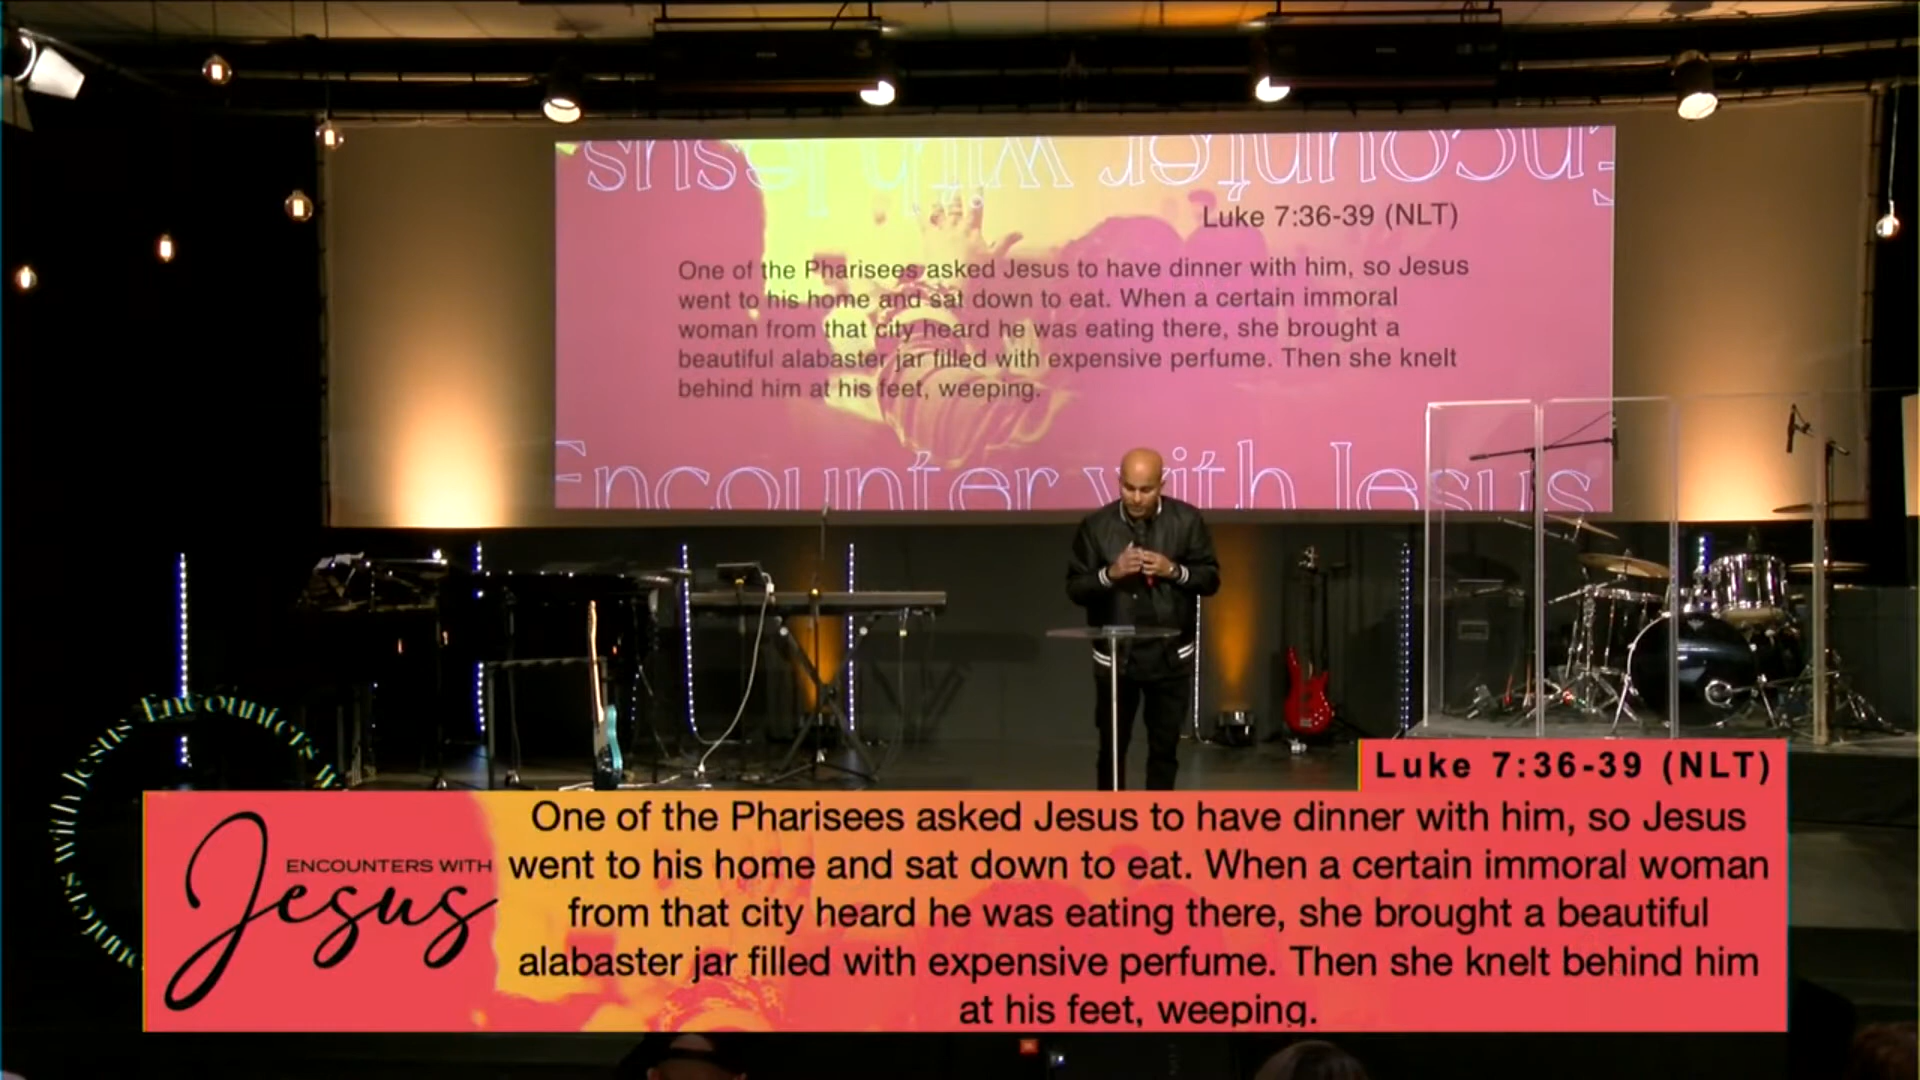 Encounter with Jesus
Luke 7:36-39 (NLT)
One of the Pharisees asked Jesus to have dinner with him, so Jesus
went to his home and sat down to eat. When a certain immoral
woman from that city heard he was eating there, she brought a
beautiful alabaster jar filled with expensive perfume. Then she knelt
behind him at his feet, weeping.
Encounter with Jesus
Encounters with Jesus
Luke 7:36-39 (NLT)
ENCOUNTERS WITH
Jesus
One of the Pharisees asked Jesus to have dinner with him, so Jesus
went to his home and sat down to eat. When a certain immoral woman
from that city heard he was eating there, she brought a beautiful
alabaster jar filled with expensive perfume. Then she knelt behind him
at his feet, weeping.